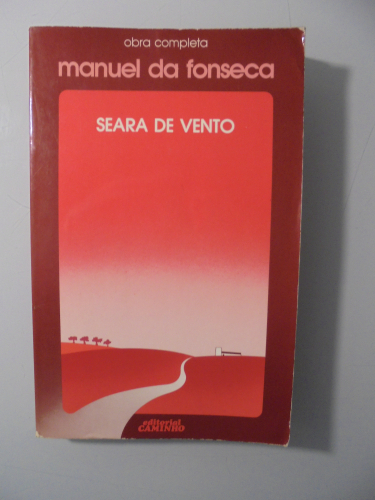 obra completa
manuel da fonseca
SEARA DE VENTO
editorial
CAMINHO